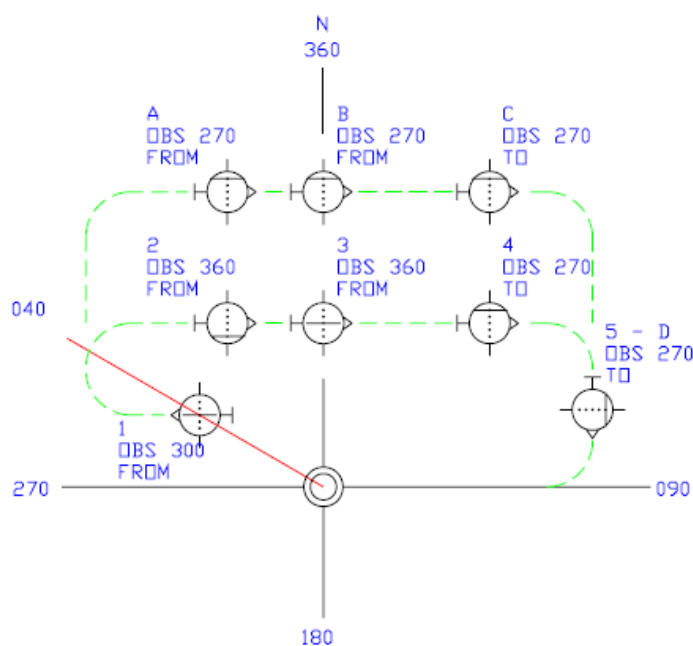 N
360
A
OBS 270
FROM
B
OBS 270
FROM
C
OBS 270
TO
2
OBS 360
FROM
3
OBS 360
FROM
4
OBS 270
TO
040
5 - D
OBS 270
TO
1
OBS 300
FROM
270
090
180